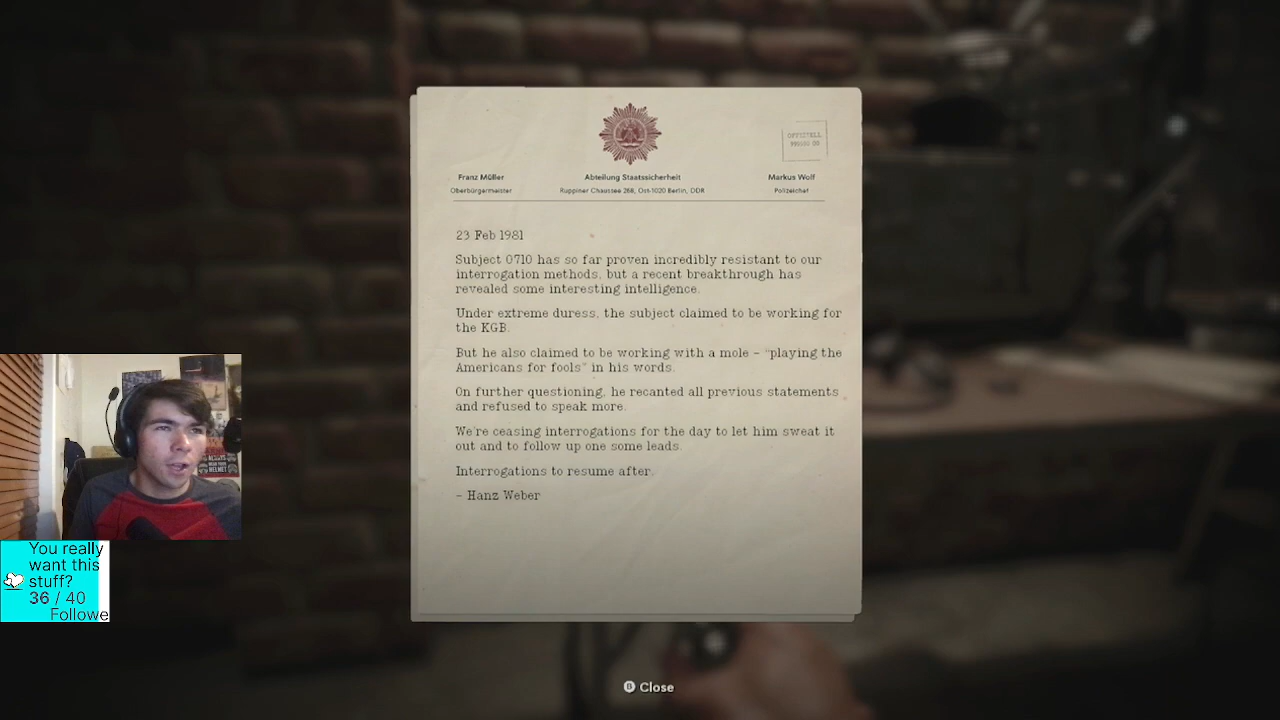 OFFIZIELL
Franz Müller
Abteilung Staatssicherheit
Markus Wolf
Oberbürgermeister
Ruppiner Chaussee 268, Ost-1020 Berlin, DDR
Polizeichef
23 Feb 1981
Subject 0710 has so far proven incredibly resistant to our
interrogation methods, but a recent breakthrough has
revealed some interesting intelligence.
Under extreme duress, the subject claimed to be working for
the KGB.
But he also claimed to be working with a mole – “playing the
Americans for fools” in his words.
On further questioning, he recanted all previous statements
and refused to speak more.
We're ceasing interrogations for the day to let him sweat it
out and to follow up one some leads.
Interrogations to resume after.
– Hanz Weber
You really
want this
stuff?
36 / 40
Followe
B Close